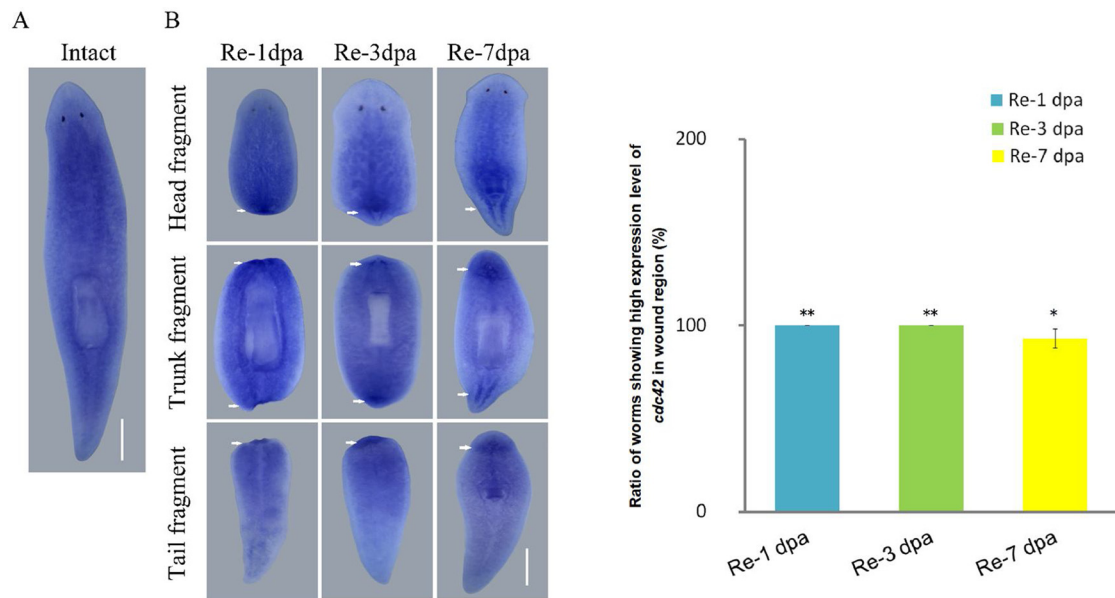 A
B
Intact
Re-1dpa
Re-3dpa
Re-7dpa
Head fragment
Trunk fragment
Tail fragment
Re-1 dpa
Re-3 dpa
Re-7 dpa
Ratio of worms showing high expression level of
cdc42 in wound region (%)
200
100
0
**
**
*
Re-1 dpa
Re-3 dpa
Re-7 dpa